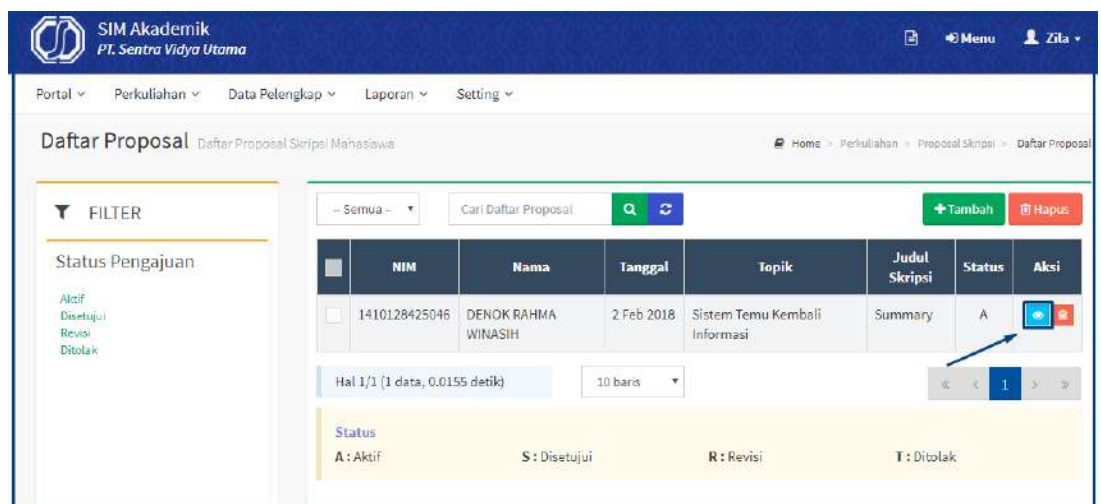 SIM Akademik
PT. Sentra Vidya Utama
Menu
Zita
Portal
Perkuliahan
Data Pelengkap
Laporan
Setting
Daftar Proposal Daftar Proposal Skripsi Mahasiswa
Home > Perkuliahan > Proposal Skripsi > Daftar Proposal
FILTER
Status Pengajuan
Aktif
Disetujui
Revisi
Ditolak
-- Semua --
Cari Daftar Proposal
Tambah
Hapus
NIM Nama Tanggal Topik Judul Skripsi Status Aksi
1410128425046 DENOK RAHMA WINASIH 2 Feb 2018 Sistem Temu Kembali Informasi Summary A
Hal 1/1 (1 data, 0.0155 detik)
10 baris
« < 1 > »
Status
A : Aktif S : Disetujui R : Revisi T : Ditolak